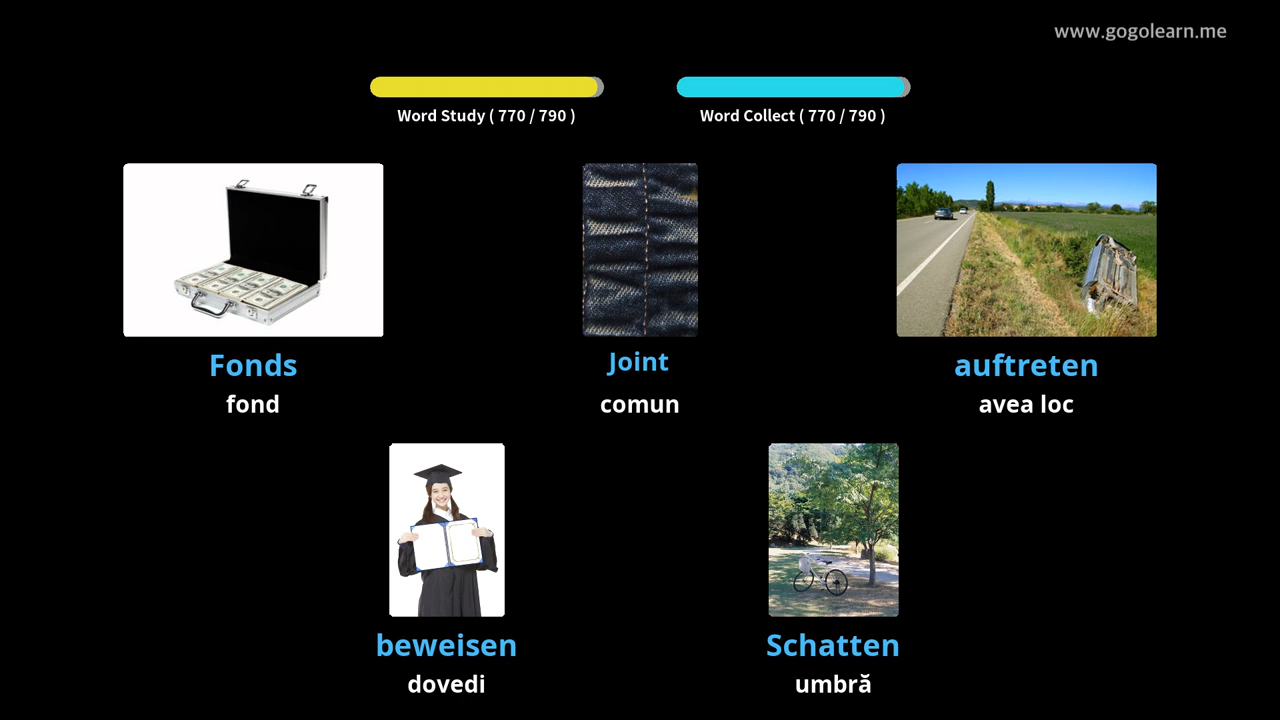 www.gogolearn.me
Word Study ( 770 / 790 )
Word Collect ( 770 / 790 )
Fonds
fond
Joint
comun
auftreten
avea loc
beweisen
dovedi
Schatten
umbră